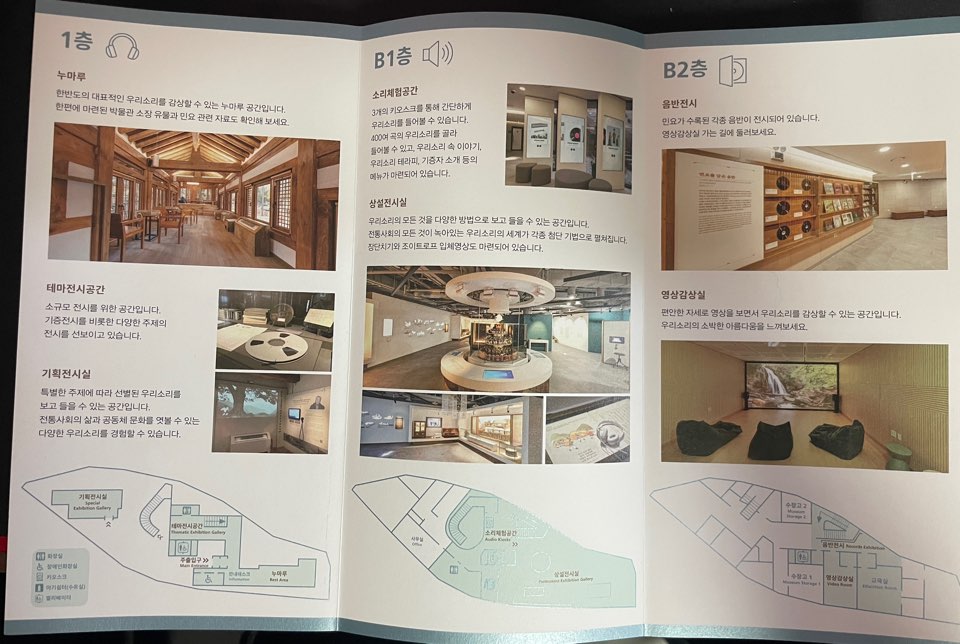 1층
누마루
한반도의 대표적인 우리소리를 감상할 수 있는 누마루 공간입니다.
한편에 마련된 박물관 소장 유물과 민요 관련 자료도 확인해 보세요.
테마전시공간
소규모 전시를 위한 공간입니다.
기증전시를 비롯한 다양한 주제의
전시를 선보이고 있습니다.
기획전시실
특별한 주제에 따라 선별된 우리소리를
보고 들을 수 있는 공간입니다.
전통사회의 삶과 공동체 문화를 엿볼 수 있는
다양한 우리소리를 경험할 수 있습니다.
기획전시실
Special
Exhibition Gallery
테마전시공간
Thematic Exhibition Gallery
주출입구
Main Entrance
안내데스크
Information
누마루
Rest Area
화장실
장애인화장실
키오스크
아기쉼터(수유실)
엘리베이터
B1층
소리체험공간
3개의 키오스크를 통해 간단하게
우리소리를 들어볼 수 있습니다.
400여 곡의 우리소리를 골라
들어볼 수 있고, 우리소리 속 이야기,
우리소리 테라피, 기증자 소개 등의
메뉴가 마련되어 있습니다.
상설전시실
우리소리의 모든 것을 다양한 방법으로 보고 들을 수 있는 공간입니다.
전통사회의 모든 것이 녹아있는 우리소리의 세계가 각종 첨단 기법으로 펼쳐집니다.
장단치기와 조이트로프 입체영상도 마련되어 있습니다.
사무실
Office
소리체험공간
Audio Kiosks
상설전시실
Permanent Exhibition Gallery
B2층
음반전시
민요가 수록된 각종 음반이 전시되어 있습니다.
영상감상실 가는 길에 둘러보세요.
영상감상실
편안한 자세로 영상을 보면서 우리소리를 감상할 수 있는 공간입니다.
우리소리의 소박한 아름다움을 느껴보세요.
수장고 2
Museum
Storage 2
음반전시 Records Exhibition
수장고 1
Museum
Storage 1
영상감상실
Video Room
교육실
Education Room